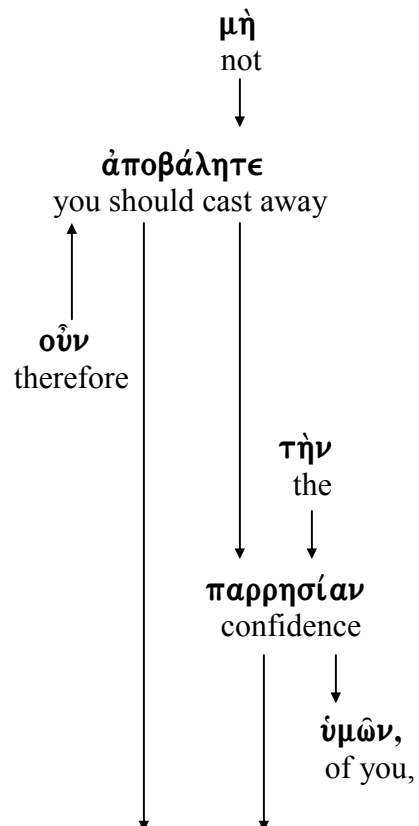 μὴ
not
ἀποβάλητε
you should cast away
οὖν
therefore
τὴν
the
παρρησίαν
confidence
ὑμῶν,
of you,